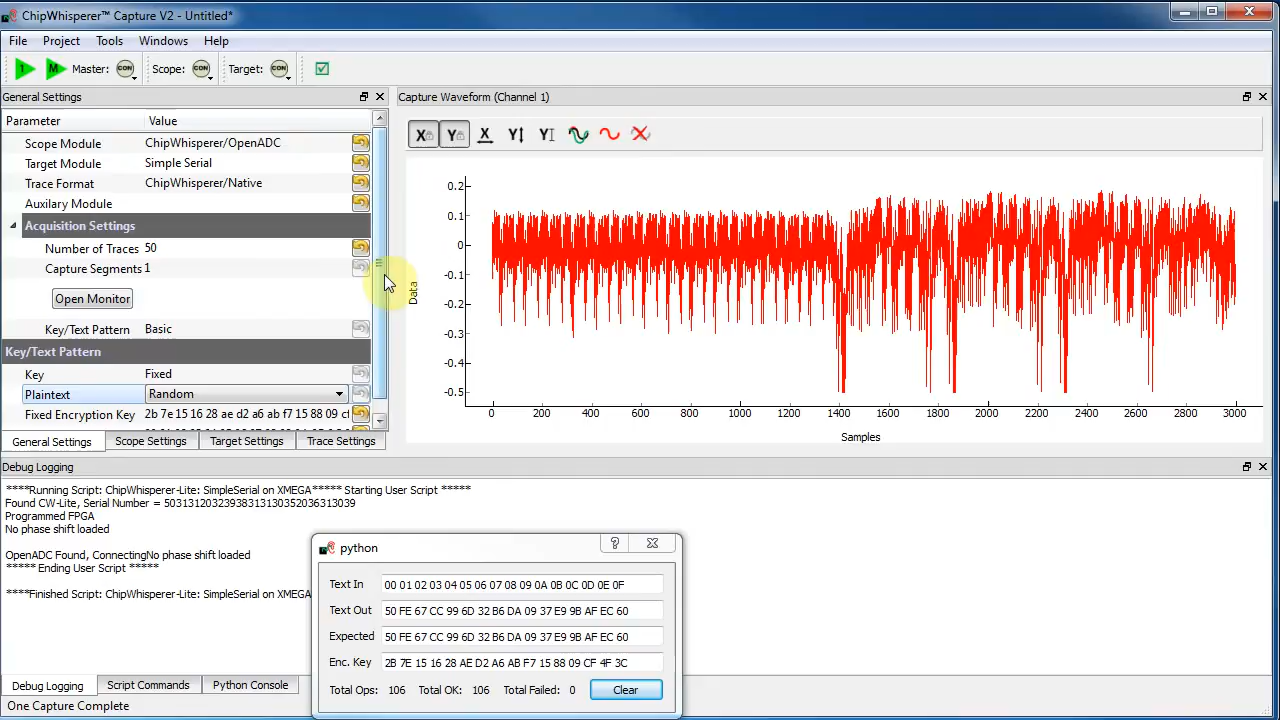 ChipWhisperer™ Capture V2 - Untitled*
File Project Tools Windows Help
1 M Master: CON Scope: CON Target: CON
General Settings
Capture Waveform (Channel 1)
Parameter Value
Scope Module ChipWhisperer/OpenADC
Target Module Simple Serial
Trace Format ChipWhisperer/Native
Auxilary Module
Acquisition Settings
Number of Traces 50
Capture Segments 1
Open Monitor
Key/Text Pattern Basic
Key/Text Pattern
Key Fixed
Plaintext Random
Fixed Encryption Key 2b 7e 15 16 28 ae d2 a6 ab f7 15 88 09 cf
General Settings Scope Settings Target Settings Trace Settings
X Y X Y Y
0.2
0.1
0
-0.1
-0.2
-0.3
-0.4
-0.5
Data
0 200 400 600 800 1000 1200 1400 1600 1800 2000 2200 2400 2600 2800 3000
Samples
Debug Logging
****Running Script: ChipWhisperer-Lite: SimpleSerial on XMEGA***** Starting User Script *****
Found CW-Lite, Serial Number = 50313120323938313130352036313039
Programmed FPGA
No phase shift loaded
OpenADC Found, ConnectingNo phase shift loaded
***** Ending User Script *****
****Finished Script: ChipWhisperer-Lite: SimpleSerial on XMEGA
python
Text In 00 01 02 03 04 05 06 07 08 09 0A 0B 0C 0D 0E 0F
Text Out 50 FE 67 CC 99 6D 32 B6 DA 09 37 E9 9B AF EC 60
Expected 50 FE 67 CC 99 6D 32 B6 DA 09 37 E9 9B AF EC 60
Enc. Key 2B 7E 15 16 28 AE D2 A6 AB F7 15 88 09 CF 4F 3C
Total Ops: 106 Total OK: 106 Total Failed: 0 Clear
Debug Logging Script Commands Python Console
One Capture Complete